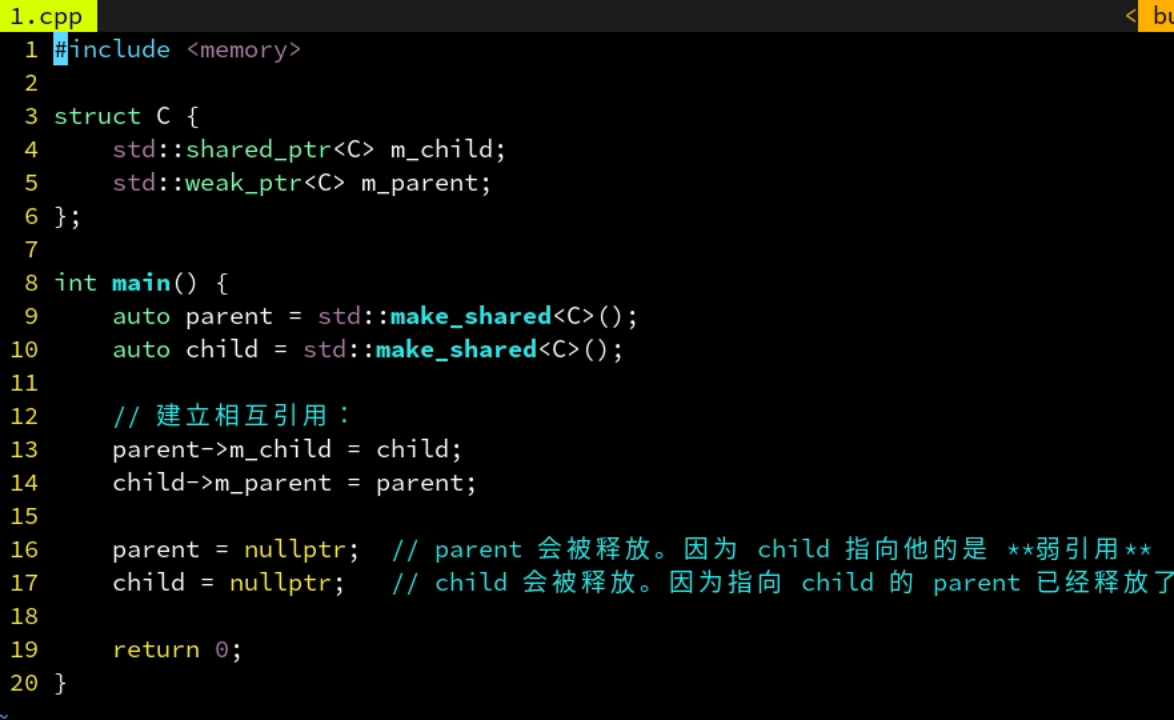 1.cpp
< bu
1 #include <memory>
2
3 struct C {
4     std::shared_ptr<C> m_child;
5     std::weak_ptr<C> m_parent;
6 };
7
8 int main() {
9     auto parent = std::make_shared<C>();
10     auto child = std::make_shared<C>();
11
12     // 建立相互引用：
13     parent->m_child = child;
14     child->m_parent = parent;
15
16     parent = nullptr;  // parent 会被释放。因为 child 指向他的是 **弱引用**
17     child = nullptr;   // child 会被释放。因为指向 child 的 parent 已经释放了
18
19     return 0;
20 }
~